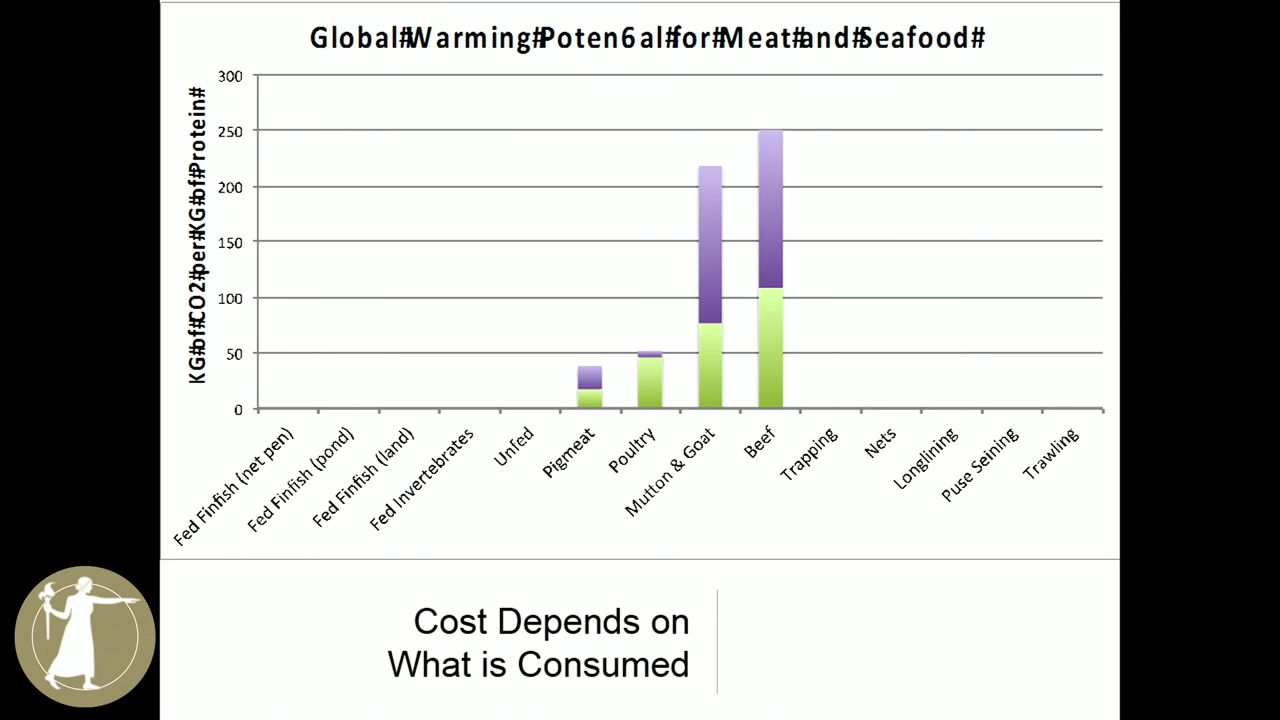 Global#Warming#Poten6al#for#Meat#and#Seafood#
KG#of#CO2#per#KG#of#Protein#
300
250
200
150
100
50
0
Fed Finfish (net pen)
Fed Finfish (pond)
Fed Finfish (land)
Fed Invertebrates
Unfed
Pigmeat
Poultry
Mutton & Goat
Beef
Trapping
Nets
Longlining
Puse Seining
Trawling
Cost Depends on
What is Consumed